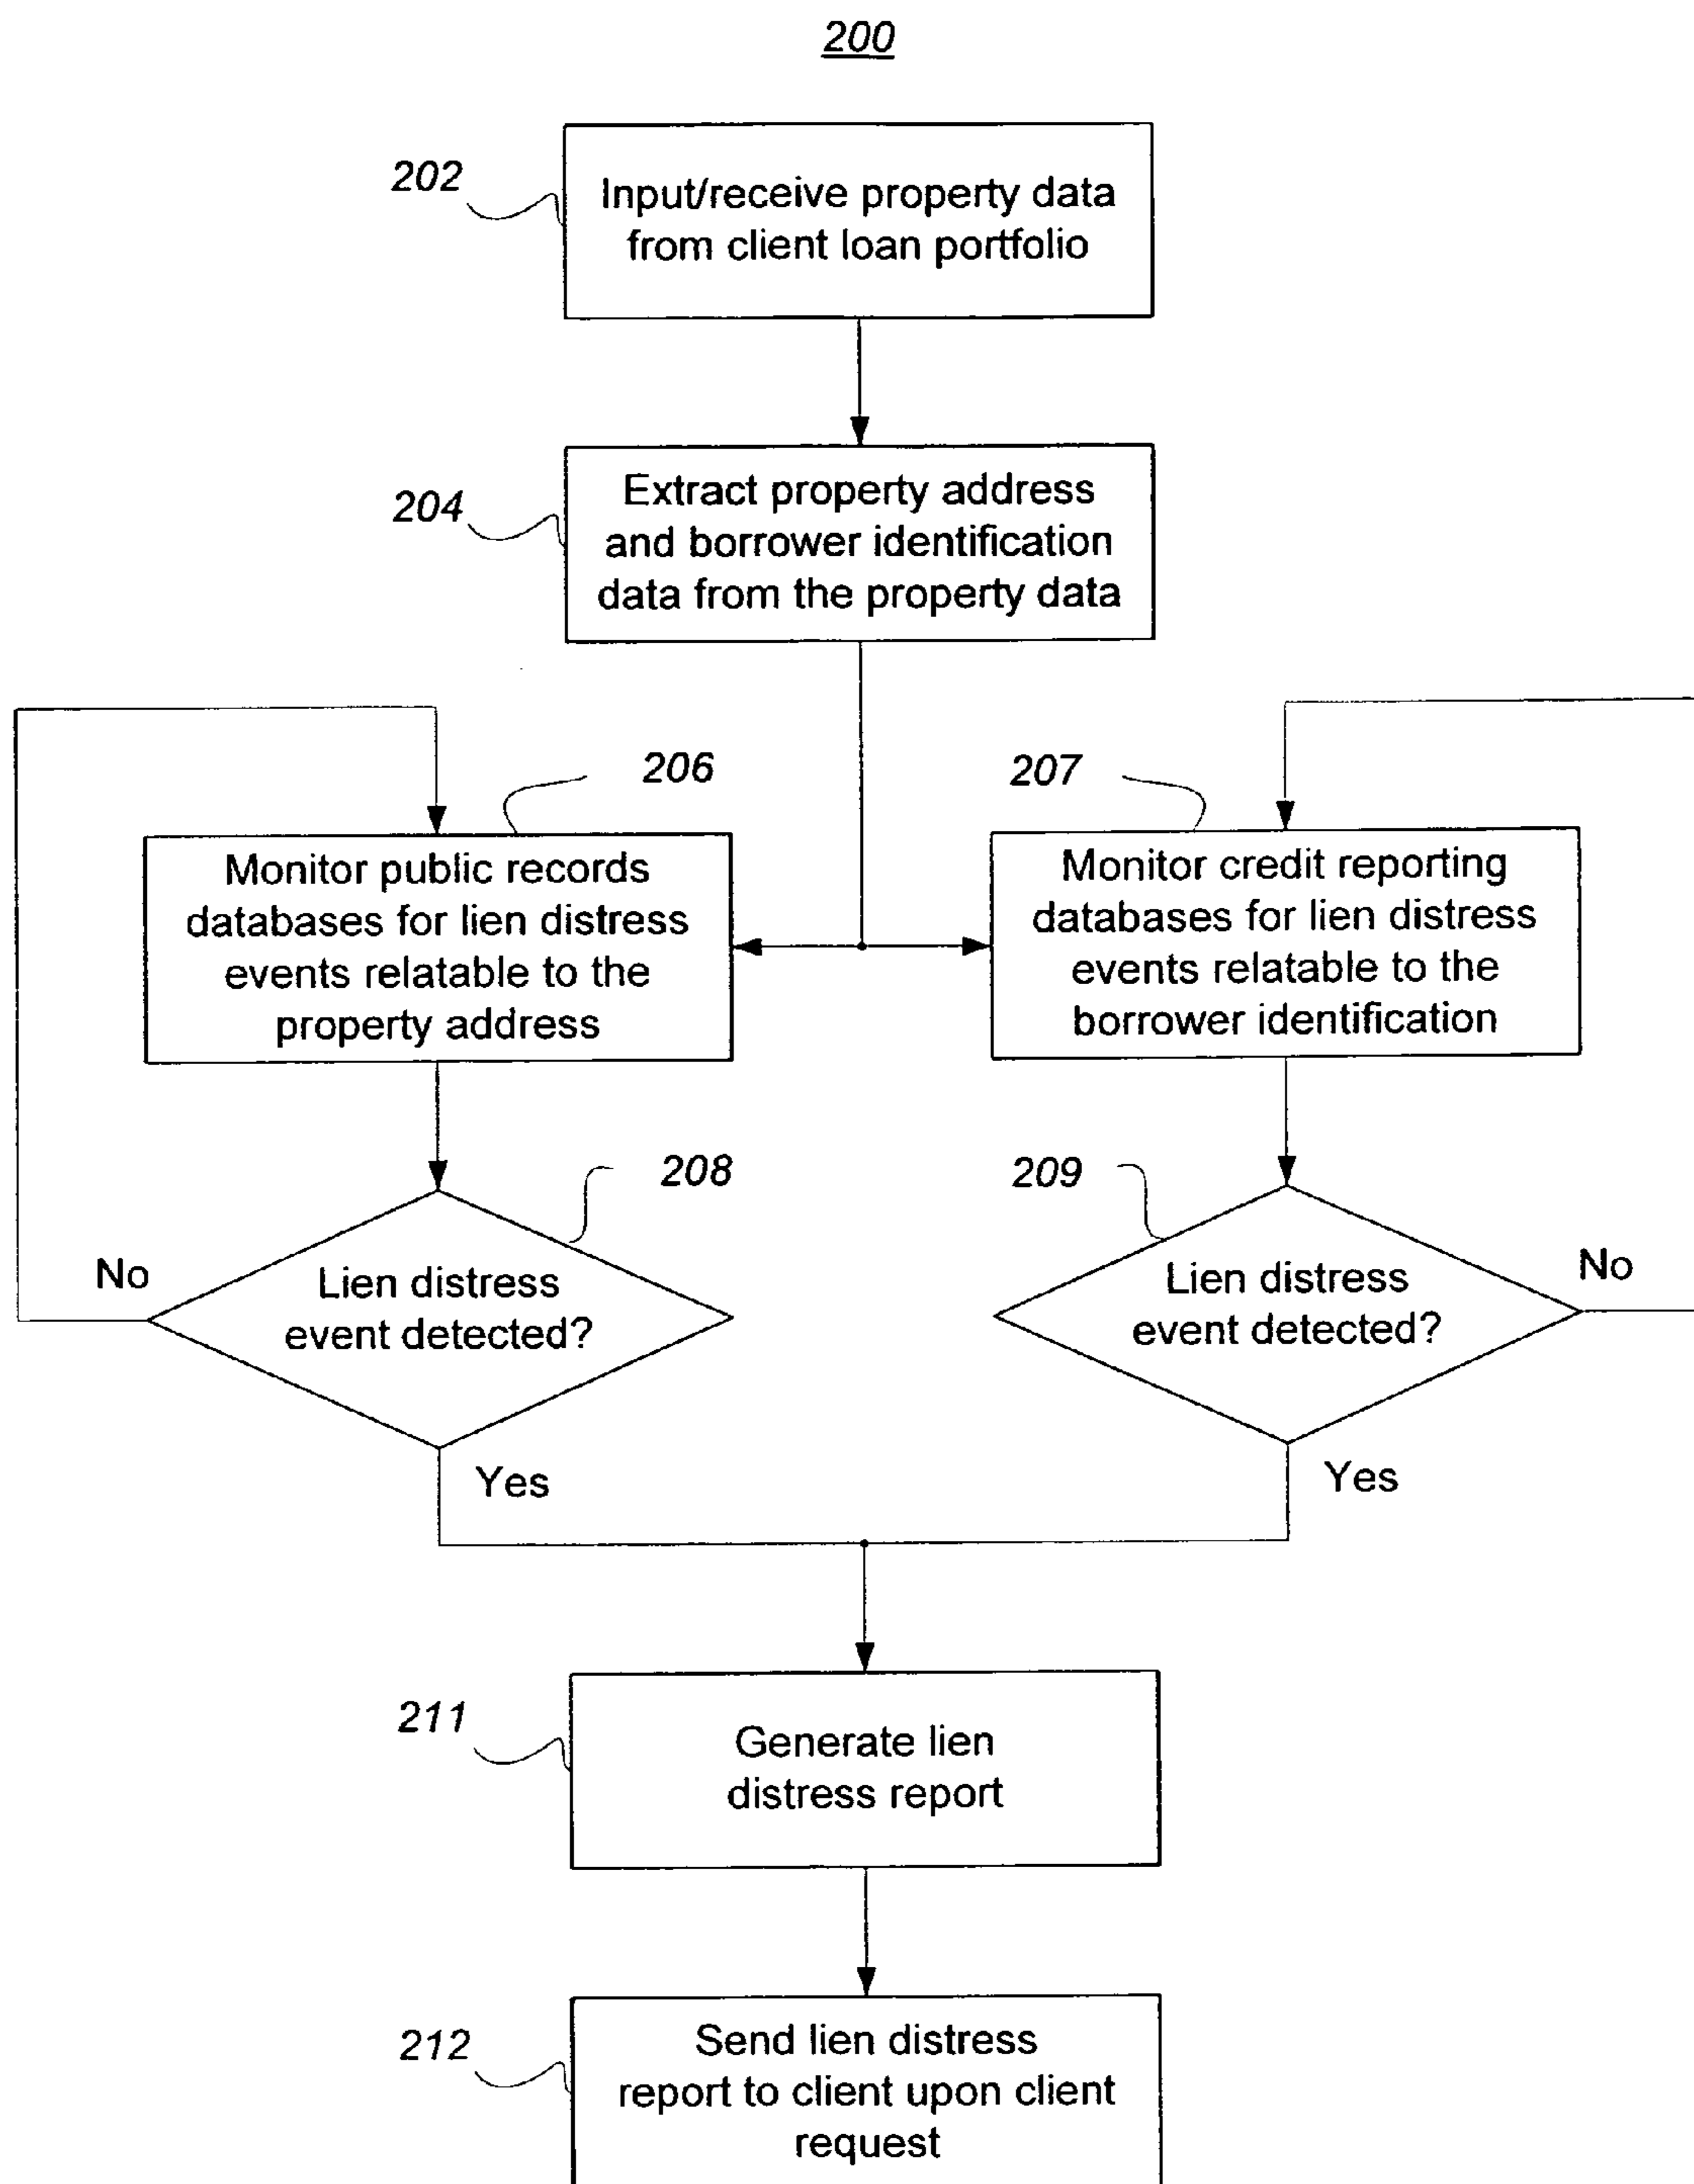 200
202
Input/receive property data
from client loan portfolio
204
Extract property address
and borrower identification
data from the property data
206
207
Monitor public records
databases for lien distress
events relatable to the
property address
Monitor credit reporting
databases for lien distress
events relatable to the
borrower identification
208
209
No
Lien distress
event detected?
Lien distress
event detected?
No
Yes
Yes
211
Generate lien
distress report
212
Send lien distress
report to client upon client
request